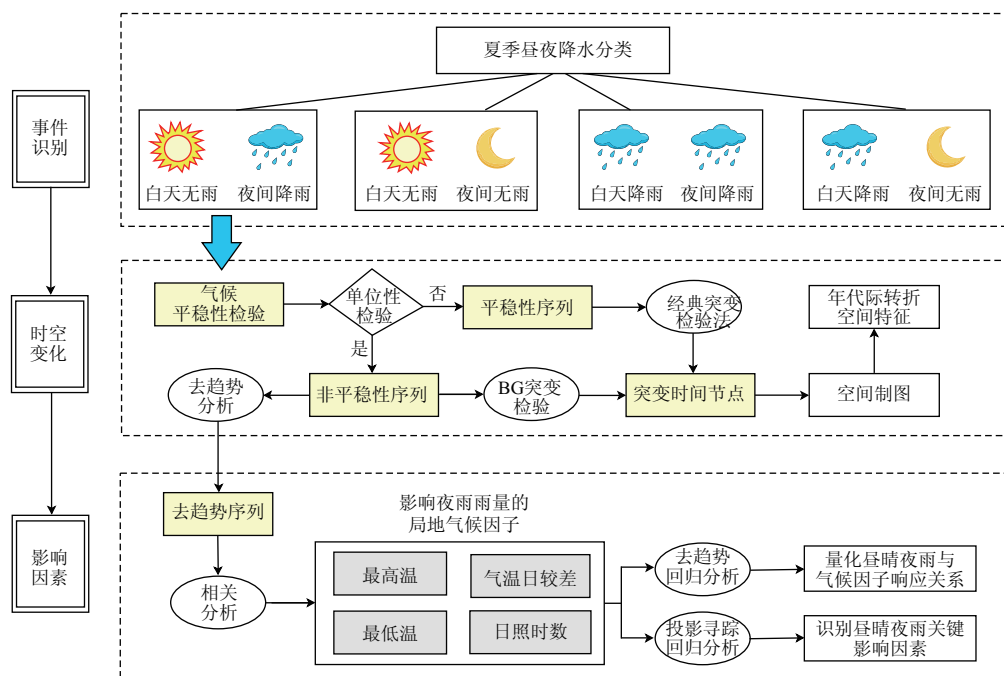 夏季昼夜降水分类
事件
识别
白天无雨
夜间降雨
白天无雨
夜间无雨
白天降雨
夜间降雨
白天降雨
夜间无雨
时空
变化
气候
平稳性检验
单位性
检验
否
平稳性序列
经典突变
检验法
年代际转折
空间特征
是
去趋势
分析
非平稳性序列
BG突变
检验
突变时间节点
空间制图
影响
因素
去趋势序列
相关
分析
影响夜雨雨量的
局地气候因子
最高温
气温日较差
最低温
日照时数
去趋势
回归分析
量化昼晴夜雨与
气候因子响应关系
投影寻踪
回归分析
识别昼晴夜雨关键
影响因素